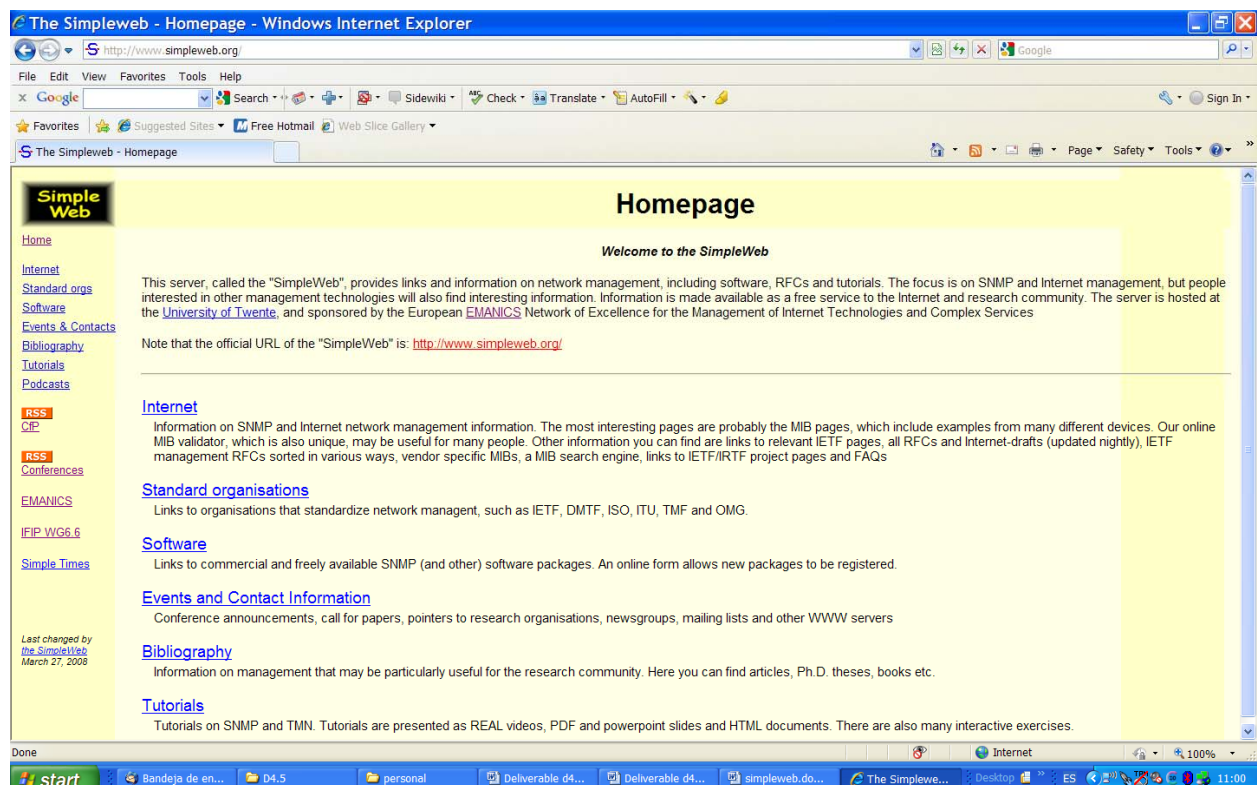 The Simpleweb - Homepage - Windows Internet Explorer
http://www.simpleweb.org/
Google
File Edit View Favorites Tools Help
x Google Search Sidewiki Check Translate AutoFill Sign In
Favorites Suggested Sites Free Hotmail Web Slice Gallery
The Simpleweb - Homepage
Page Safety Tools
Simple
Web
Homepage
Home
Internet
Standard orgs
Software
Events & Contacts
Bibliography
Tutorials
Podcasts
RSS
CfP
RSS
Conferences
EMANICS
IFIP WG6.6
Simple Times
Last changed by
the SimpleWeb
March 27, 2008
Welcome to the SimpleWeb
This server, called the "SimpleWeb", provides links and information on network management, including software, RFCs and tutorials. The focus is on SNMP and Internet management, but people
interested in other management technologies will also find interesting information. Information is made available as a free service to the Internet and research community. The server is hosted at
the University of Twente, and sponsored by the European EMANICS Network of Excellence for the Management of Internet Technologies and Complex Services
Note that the official URL of the "SimpleWeb" is: http://www.simpleweb.org/
Internet
Information on SNMP and Internet network management information. The most interesting pages are probably the MIB pages, which include examples from many different devices. Our online
MIB validator, which is also unique, may be useful for many people. Other information you can find are links to relevant IETF pages, all RFCs and Internet-drafts (updated nightly), IETF
management RFCs sorted in various ways, vendor specific MIBs, a MIB search engine, links to IETF/IRTF project pages and FAQs
Standard organisations
Links to organisations that standardize network managent, such as IETF, DMTF, ISO, ITU, TMF and OMG.
Software
Links to commercial and freely available SNMP (and other) software packages. An online form allows new packages to be registered.
Events and Contact Information
Conference announcements, call for papers, pointers to research organisations, newsgroups, mailing lists and other WWW servers
Bibliography
Information on management that may be particularly useful for the research community. Here you can find articles, Ph.D. theses, books etc.
Tutorials
Tutorials on SNMP and TMN. Tutorials are presented as REAL videos, PDF and powerpoint slides and HTML documents. There are also many interactive exercises.
Done Internet 100%
start Bandeja de en... D4.5 personal Deliverable d4... Deliverable d4... simpleweb.do... The Simplewe... Desktop ES 11:00